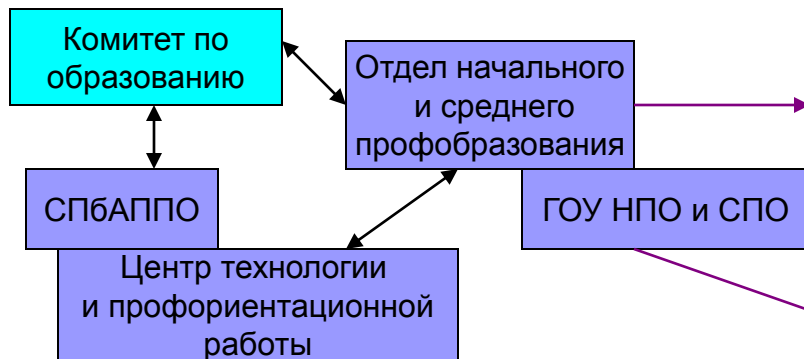 Комитет по
образованию
Отдел начального
и среднего
профобразования
СПбАППО
ГОУ НПО и СПО
Центр технологии
и профориентационной
работы